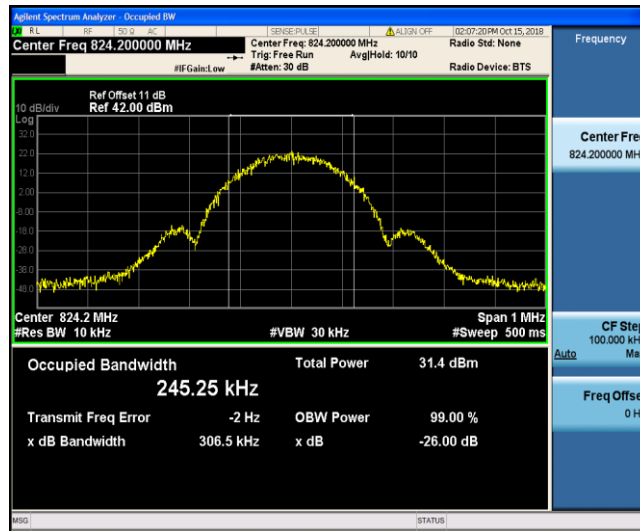 Agilent Spectrum Analyzer - Occupied BW
RL RF 50 Ω AC SENSE:PULSE ALIGN OFF 02:07:20 PM Oct 15, 2018
Center Freq 824.200000 MHz Center Freq: 824.200000 MHz Radio Std: None
Trig: Free Run Avg|Hold: 10/10
#IFGain:Low #Atten: 30 dB Radio Device: BTS
Frequency
Ref Offset 11 dB
10 dB/div Ref 42.00 dBm
Log
32.0
22.0
12.0
2.00
-8.00
-18.0
-28.0
-38.0
-48.0
Center Fre
824.200000 MH
Center 824.2 MHz Span 1 MHz
#Res BW 10 kHz #VBW 30 kHz #Sweep 500 ms
CF Step
100.000 kH
Auto Ma
Occupied Bandwidth Total Power 31.4 dBm
245.25 kHz
Transmit Freq Error -2 Hz OBW Power 99.00 %
x dB Bandwidth 306.5 kHz x dB -26.00 dB
Freq Offse
0 H
MSG STATUS